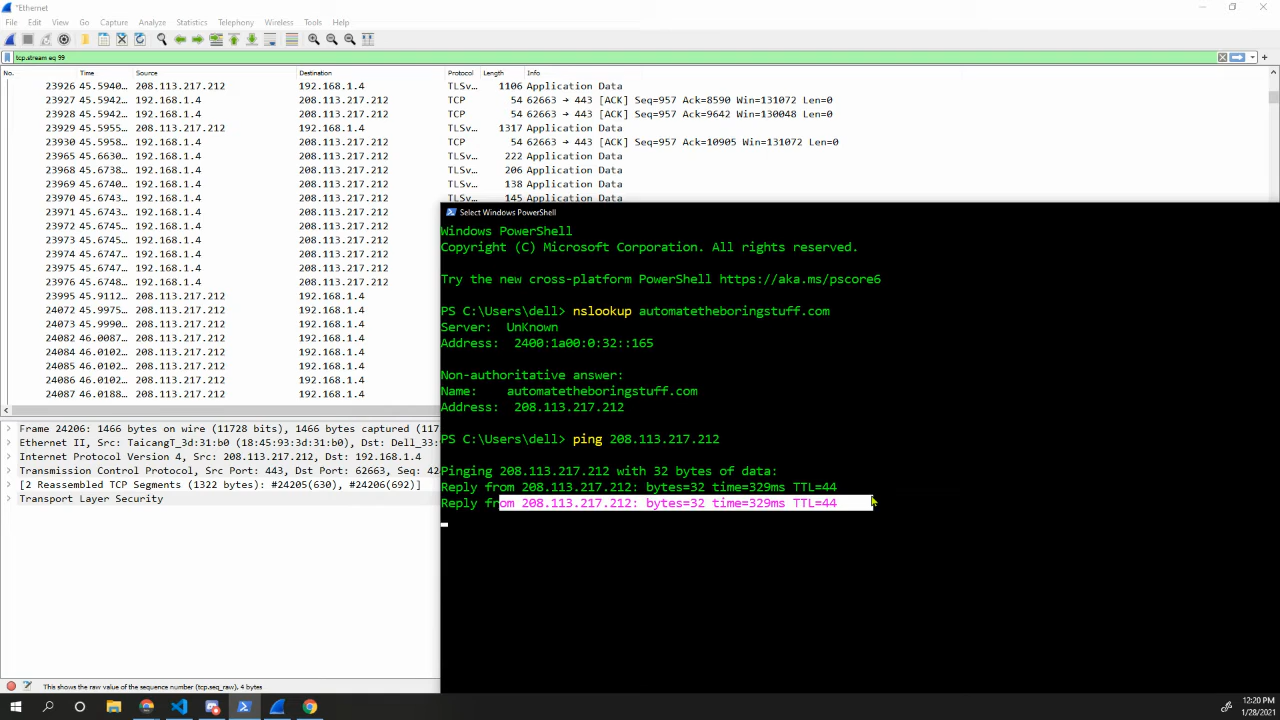 *Ethernet
File Edit View Go Capture Analyze Statistics Telephony Wireless Tools Help
tcp.stream eq 99
No. Time Source Destination Protocol Length Info
23926 45.5940… 208.113.217.212 192.168.1.4 TLSv… 1106 Application Data
23927 45.5942… 192.168.1.4 208.113.217.212 TCP 54 62663 → 443 [ACK] Seq=957 Ack=8590 Win=131072 Len=0
23928 45.5942… 192.168.1.4 208.113.217.212 TCP 54 62663 → 443 [ACK] Seq=957 Ack=9642 Win=130048 Len=0
23929 45.5955… 208.113.217.212 192.168.1.4 TLSv… 1317 Application Data
23930 45.5958… 192.168.1.4 208.113.217.212 TCP 54 62663 → 443 [ACK] Seq=957 Ack=10905 Win=131072 Len=0
23965 45.6630… 192.168.1.4 208.113.217.212 TLSv… 222 Application Data
23968 45.6738… 192.168.1.4 208.113.217.212 TLSv… 206 Application Data
23969 45.6740… 192.168.1.4 208.113.217.212 TLSv… 138 Application Data
23970 45.6743… 192.168.1.4 208.113.217.212 TLSv… 145 Application Data
23971 45.6743… 192.168.1.4 208.113.217.212
23972 45.6745… 192.168.1.4 208.113.217.212
23973 45.6745… 192.168.1.4 208.113.217.212
23974 45.6747… 192.168.1.4 208.113.217.212
23975 45.6747… 192.168.1.4 208.113.217.212
23976 45.6748… 192.168.1.4 208.113.217.212
23995 45.9112… 208.113.217.212 192.168.1.4
24072 45.9975… 208.113.217.212 192.168.1.4
24073 45.9990… 208.113.217.212 192.168.1.4
24082 46.0087… 208.113.217.212 192.168.1.4
24084 46.0102… 208.113.217.212 192.168.1.4
24085 46.0102… 208.113.217.212 192.168.1.4
24086 46.0102… 208.113.217.212 192.168.1.4
24087 46.0188… 208.113.217.212 192.168.1.4
Frame 24206: 1466 bytes on wire (11728 bits), 1466 bytes captured (117
Ethernet II, Src: TaicangT_3d:31:b0 (18:45:93:3d:31:b0), Dst: Dell_33:
Internet Protocol Version 4, Src: 208.113.217.212, Dst: 192.168.1.4
Transmission Control Protocol, Src Port: 443, Dst Port: 62663, Seq: 42
[2 Reassembled TCP Segments (1322 bytes): #24205(630), #24206(692)]
Transport Layer Security
Select Windows PowerShell
Windows PowerShell
Copyright (C) Microsoft Corporation. All rights reserved.
Try the new cross-platform PowerShell https://aka.ms/pscore6
PS C:\Users\dell> nslookup automatetheboringstuff.com
Server: UnKnown
Address: 2400:1a00:0:32::165
Non-authoritative answer:
Name: automatetheboringstuff.com
Address: 208.113.217.212
PS C:\Users\dell> ping 208.113.217.212
Pinging 208.113.217.212 with 32 bytes of data:
Reply from 208.113.217.212: bytes=32 time=329ms TTL=44
Reply from 208.113.217.212: bytes=32 time=329ms TTL=44
This shows the raw value of the sequence number (tcp.seq_raw), 4 bytes
12:20 PM
1/28/2021